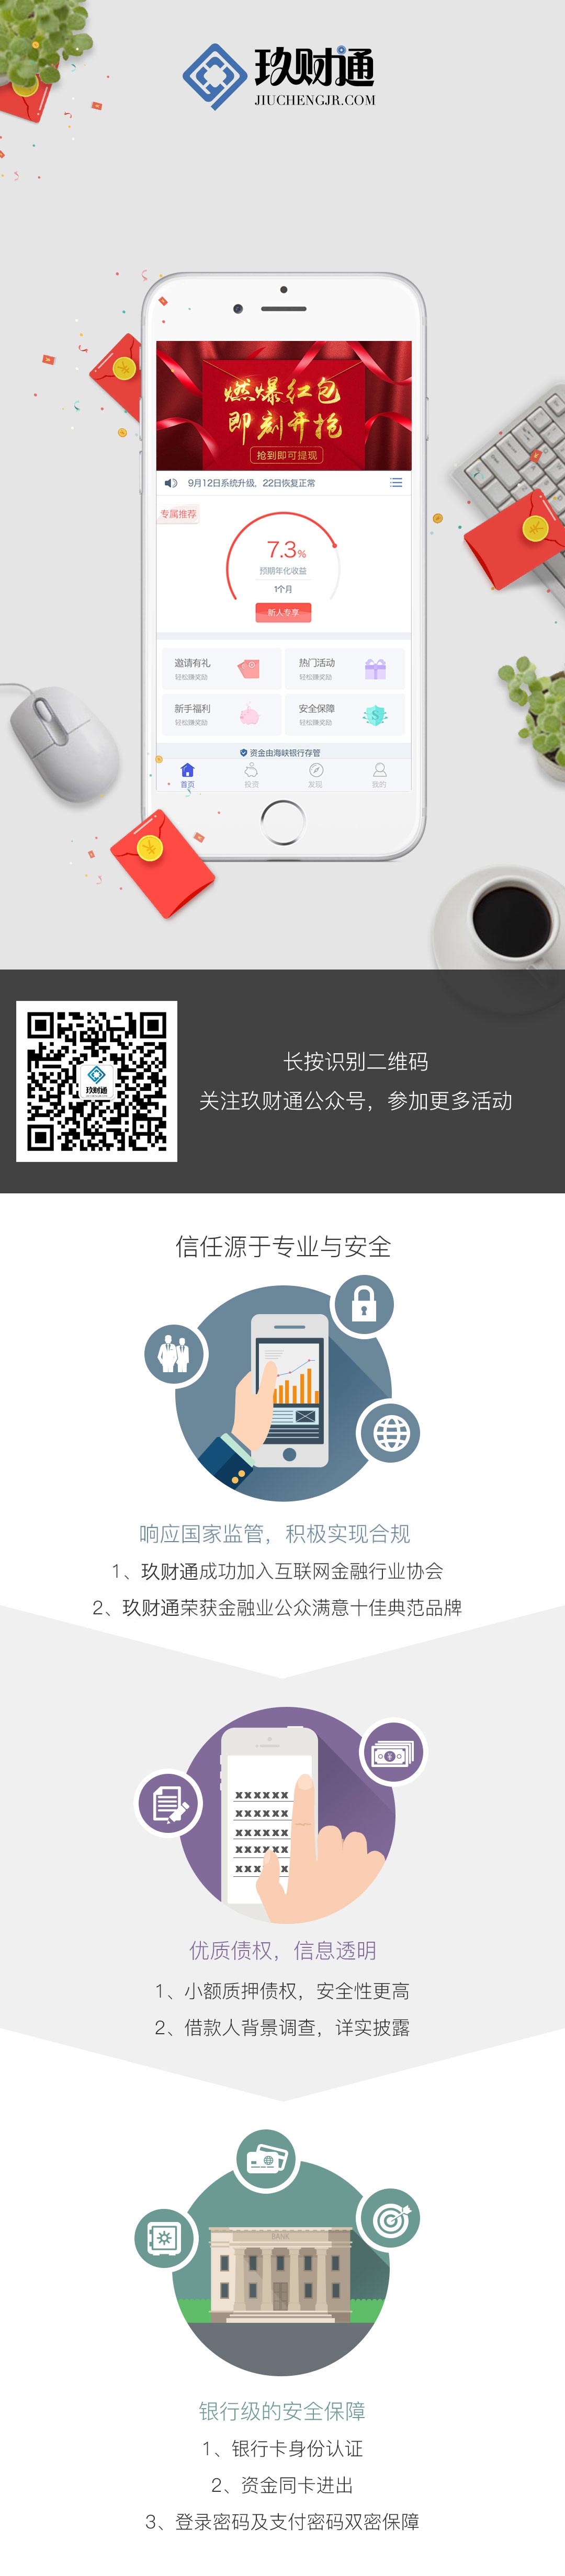 玖财通
JIUCHENGJR.COM
燃爆红包
即刻开抢
抢到即可提现
9月12日系统升级，22日恢复正常
专属推荐
7.3%
预期年化收益
1个月
新人专享
邀请有礼
轻松赚奖励
热门活动
轻松赚奖励
新手福利
轻松赚奖励
安全保障
轻松赚奖励
资金由海峡银行存管
首页
投资
发现
我的
玖财通
长按识别二维码
关注玖财通公众号，参加更多活动
信任源于专业与安全
响应国家监管，积极实现合规
1、玖财通成功加入互联网金融行业协会
2、玖财通荣获金融业公众满意十佳典范品牌
xxxxxx
xxxxxx
xxxxxx
xxxxxx
xxx x
优质债权，信息透明
1、小额质押债权，安全性更高
2、借款人背景调查，详实披露
BANK
银行级的安全保障
1、银行卡身份认证
2、资金同卡进出
3、登录密码及支付密码双密保障